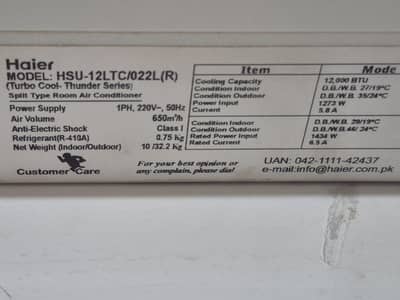 Haier
MODEL: HSU-12LTC/022L(R)
(Turbo Cool- Thunder Series)
Split Type Room Air Conditioner
Power Supply 1PH, 220V~, 50Hz
Air Volume 650m³/h
Anti-Electric Shock Class I
Refrigerant(R-410A) 0.75 Kg
Net Weight (Indoor/Outdoor) 10 /32.2 Kg
Customer Care
For your best opinion or
any complain, please dial:
Item Mode
Cooling Capacity 12,000 BTU
Condition Indoor D.B./W.B. 27/19°C
Condition Outdoor D.B./W.B. 35/24°C
Power Input 1273 W
Current 5.8 A
Condition Indoor D.B./W.B. 29/19°C
Condition Outdoor D.B./W.B. 46/ 24°C
Rated Power Input 1434 W
Rated Current 6.5 A
UAN: 042-1111-42437
e-mail:info@haier.com.pk